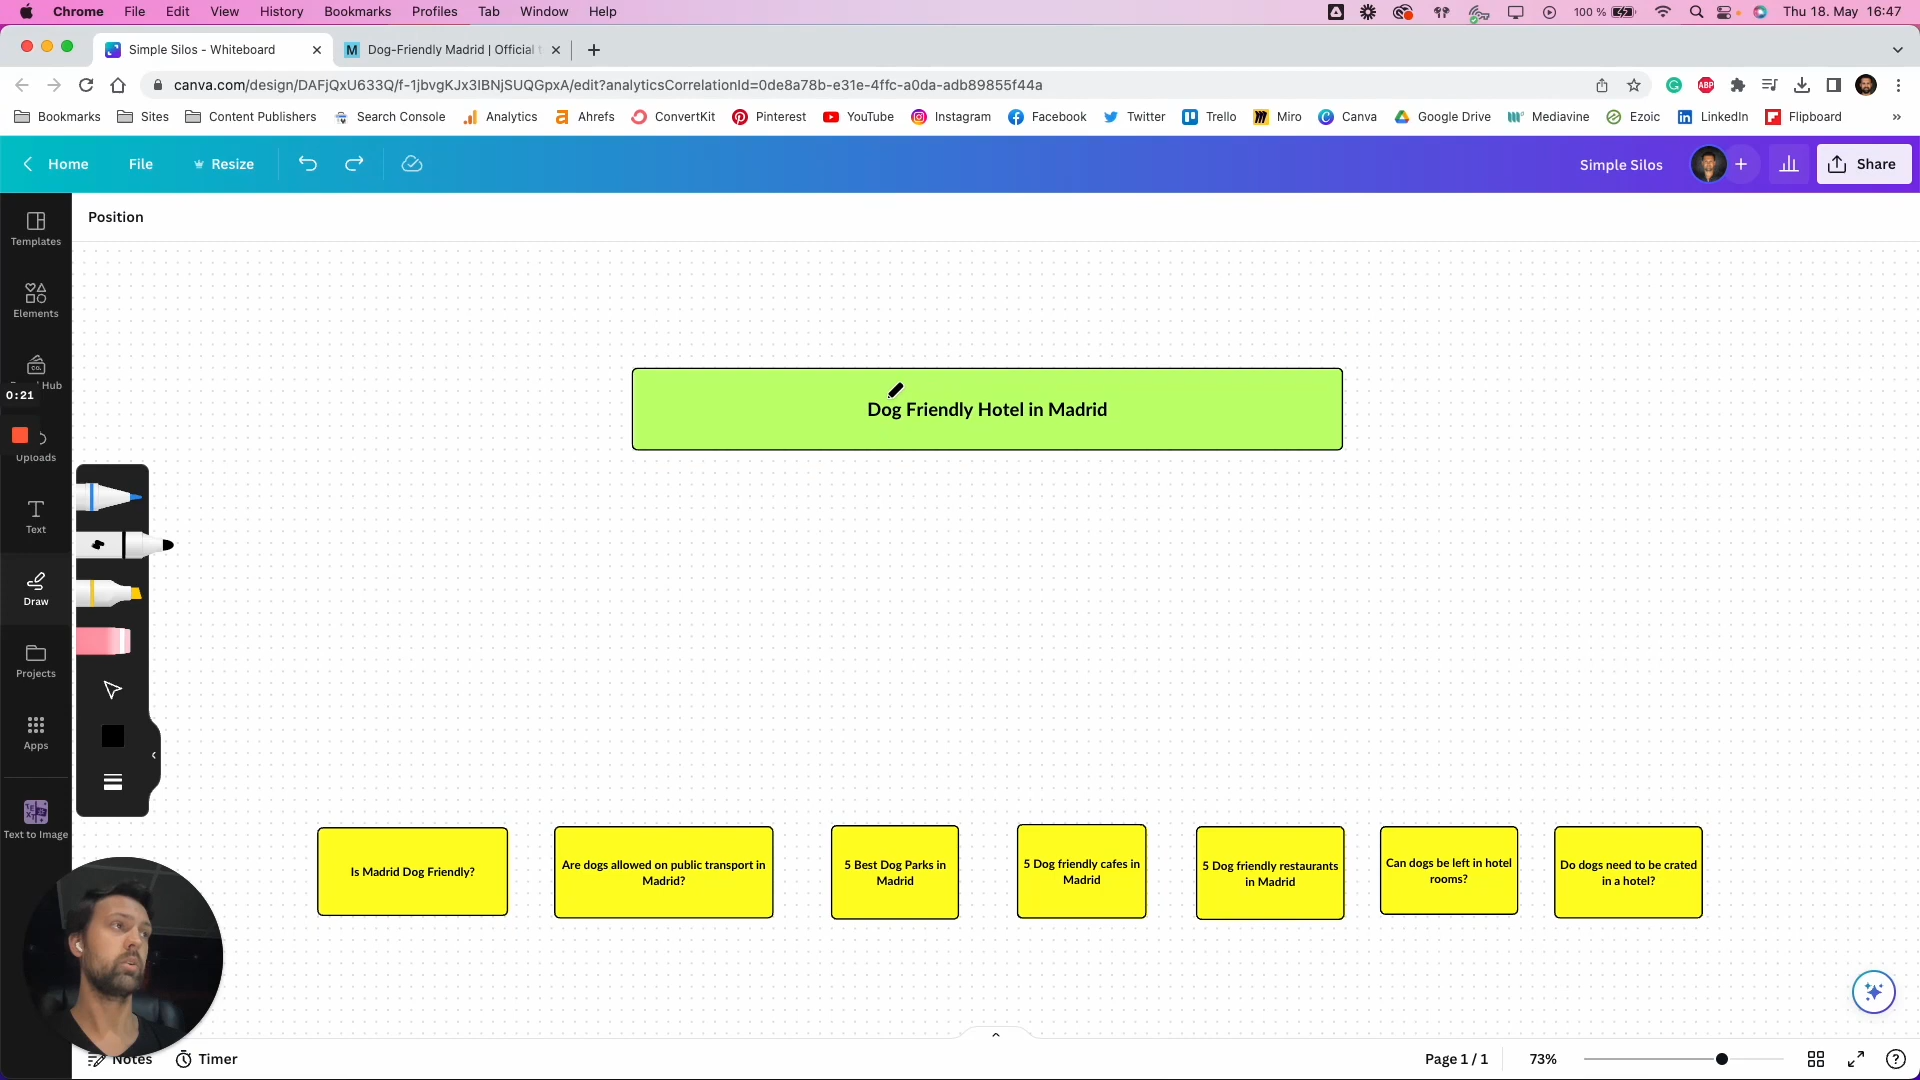 Chrome File Edit View History Bookmarks Profiles Tab Window Help
100 % Thu 18. May 16:47
Simple Silos - Whiteboard
M Dog-Friendly Madrid | Official
canva.com/design/DAFjQxU633Q/f-1jbvgKJx3lBNjSUQGpxA/edit?analyticsCorrelationId=0de8a78b-e31e-4ffc-a0da-adb89855f44a
ABP
Bookmarks Sites Content Publishers Search Console Analytics Ahrefs ConvertKit Pinterest YouTube Instagram Facebook Twitter Trello Miro Canva Google Drive Mediavine Ezoic LinkedIn Flipboard »
Home File Resize
Simple Silos
Share
Position
Templates
Elements
Hub
0:21
Uploads
Text
Draw
Projects
Apps
Text to Image
Dog Friendly Hotel in Madrid
Is Madrid Dog Friendly?
Are dogs allowed on public transport in
Madrid?
5 Best Dog Parks in
Madrid
5 Dog friendly cafes in
Madrid
5 Dog friendly restaurants
in Madrid
Can dogs be left in hotel
rooms?
Do dogs need to be crated
in a hotel?
Notes Timer
Page 1 / 1 73%